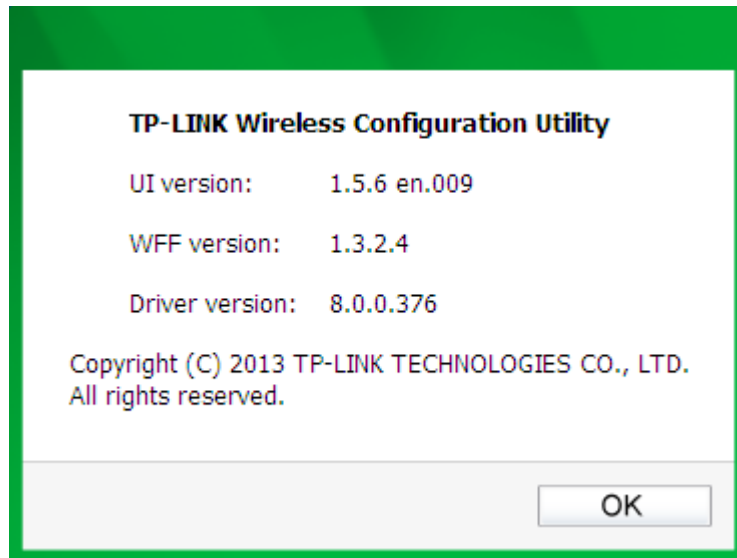 TP-LINK Wireless Configuration Utility
UI version: 1.5.6 en.009
WFF version: 1.3.2.4
Driver version: 8.0.0.376
Copyright (C) 2013 TP-LINK TECHNOLOGIES CO., LTD.
All rights reserved.
OK